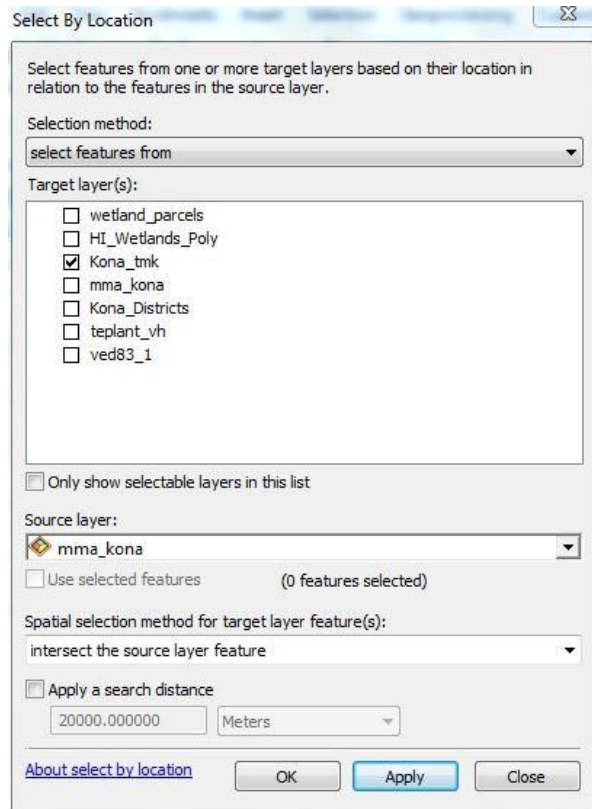 Select By Location
Select features from one or more target layers based on their location in
relation to the features in the source layer.
Selection method:
select features from
Target layer(s):
wetland_parcels
HI_Wetlands_Poly
Kona_tmk
mma_kona
Kona_Districts
teplant_vh
ved83_1
Only show selectable layers in this list
Source layer:
mma_kona
Use selected features (0 features selected)
Spatial selection method for target layer feature(s):
intersect the source layer feature
Apply a search distance
20000.000000 Meters
About select by location OK Apply Close